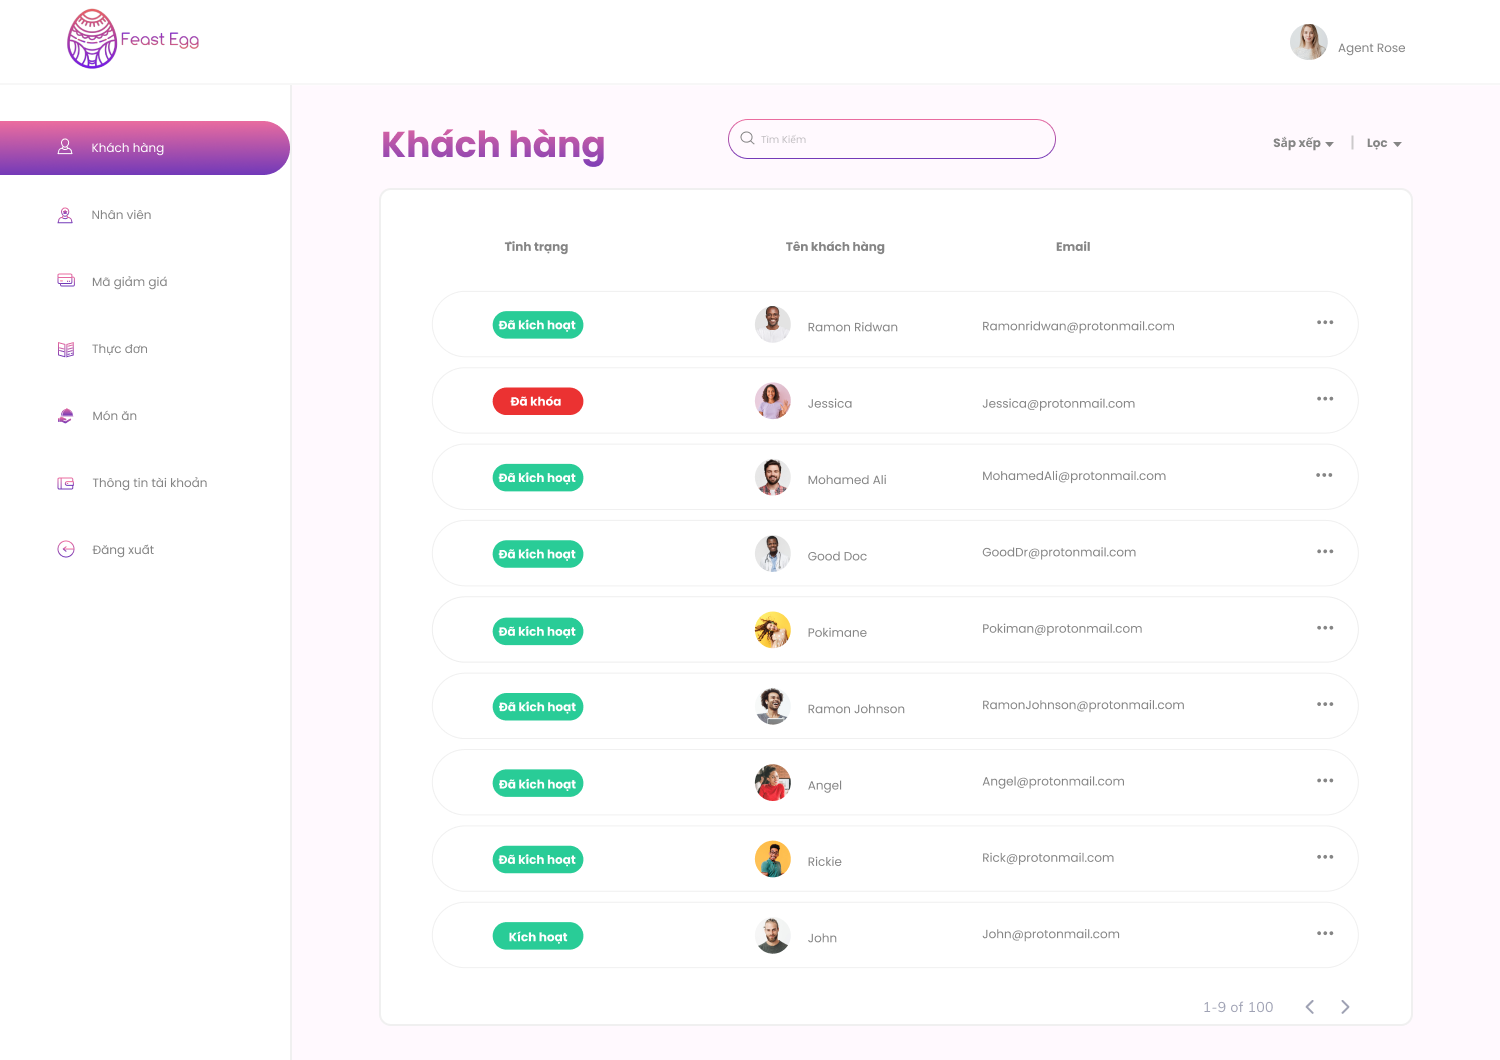 Feast Egg
Agent Rose
Khách hàng
Nhân viên
Mã giảm giá
Thực đơn
Món ăn
Thông tin tài khoản
Đăng xuất
Khách hàng
Tìm Kiếm
Sắp xếp | Lọc
Tình trạng Tên khách hàng Email
Đã kích hoạt Ramon Ridwan Ramonridwan@protonmail.com
Đã khóa Jessica Jessica@protonmail.com
Đã kích hoạt Mohamed Ali MohamedAli@protonmail.com
Đã kích hoạt Good Doc GoodDr@protonmail.com
Đã kích hoạt Pokimane Pokiman@protonmail.com
Đã kích hoạt Ramon Johnson RamonJohnson@protonmail.com
Đã kích hoạt Angel Angel@protonmail.com
Đã kích hoạt Rickie Rick@protonmail.com
Kích hoạt John John@protonmail.com
1-9 of 100